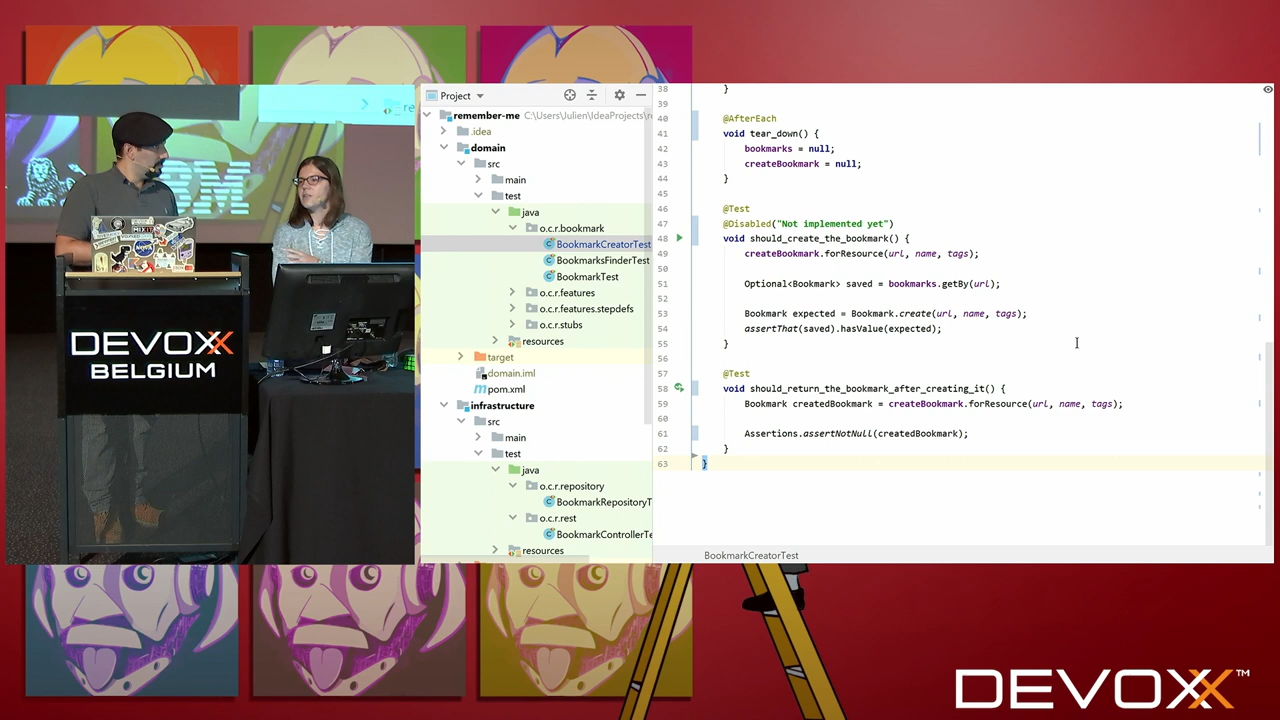 DEVOXX
BELGIUM
Project
remember-me C:\Users\Julien\IdeaProjects\re
.idea
domain
src
main
test
java
o.c.r.bookmark
BookmarkCreatorTest
BookmarksFinderTest
BookmarkTest
o.c.r.features
o.c.r.features.stepdefs
o.c.r.stubs
resources
target
domain.iml
pom.xml
infrastructure
src
main
test
java
o.c.r.repository
BookmarkRepositoryT
o.c.r.rest
BookmarkControllerTe
resources
38 }
39
40 @AfterEach
41 void tear_down() {
42 bookmarks = null;
43 createBookmark = null;
44 }
45
46 @Test
47 @Disabled("Not implemented yet")
48 void should_create_the_bookmark() {
49 createBookmark.forResource(url, name, tags);
50
51 Optional<Bookmark> saved = bookmarks.getBy(url);
52
53 Bookmark expected = Bookmark.create(url, name, tags);
54 assertThat(saved).hasValue(expected);
55 }
56
57 @Test
58 void should_return_the_bookmark_after_creating_it() {
59 Bookmark createdBookmark = createBookmark.forResource(url, name, tags);
60
61 Assertions.assertNotNull(createdBookmark);
62 }
63 }
BookmarkCreatorTest
DEVOXX™